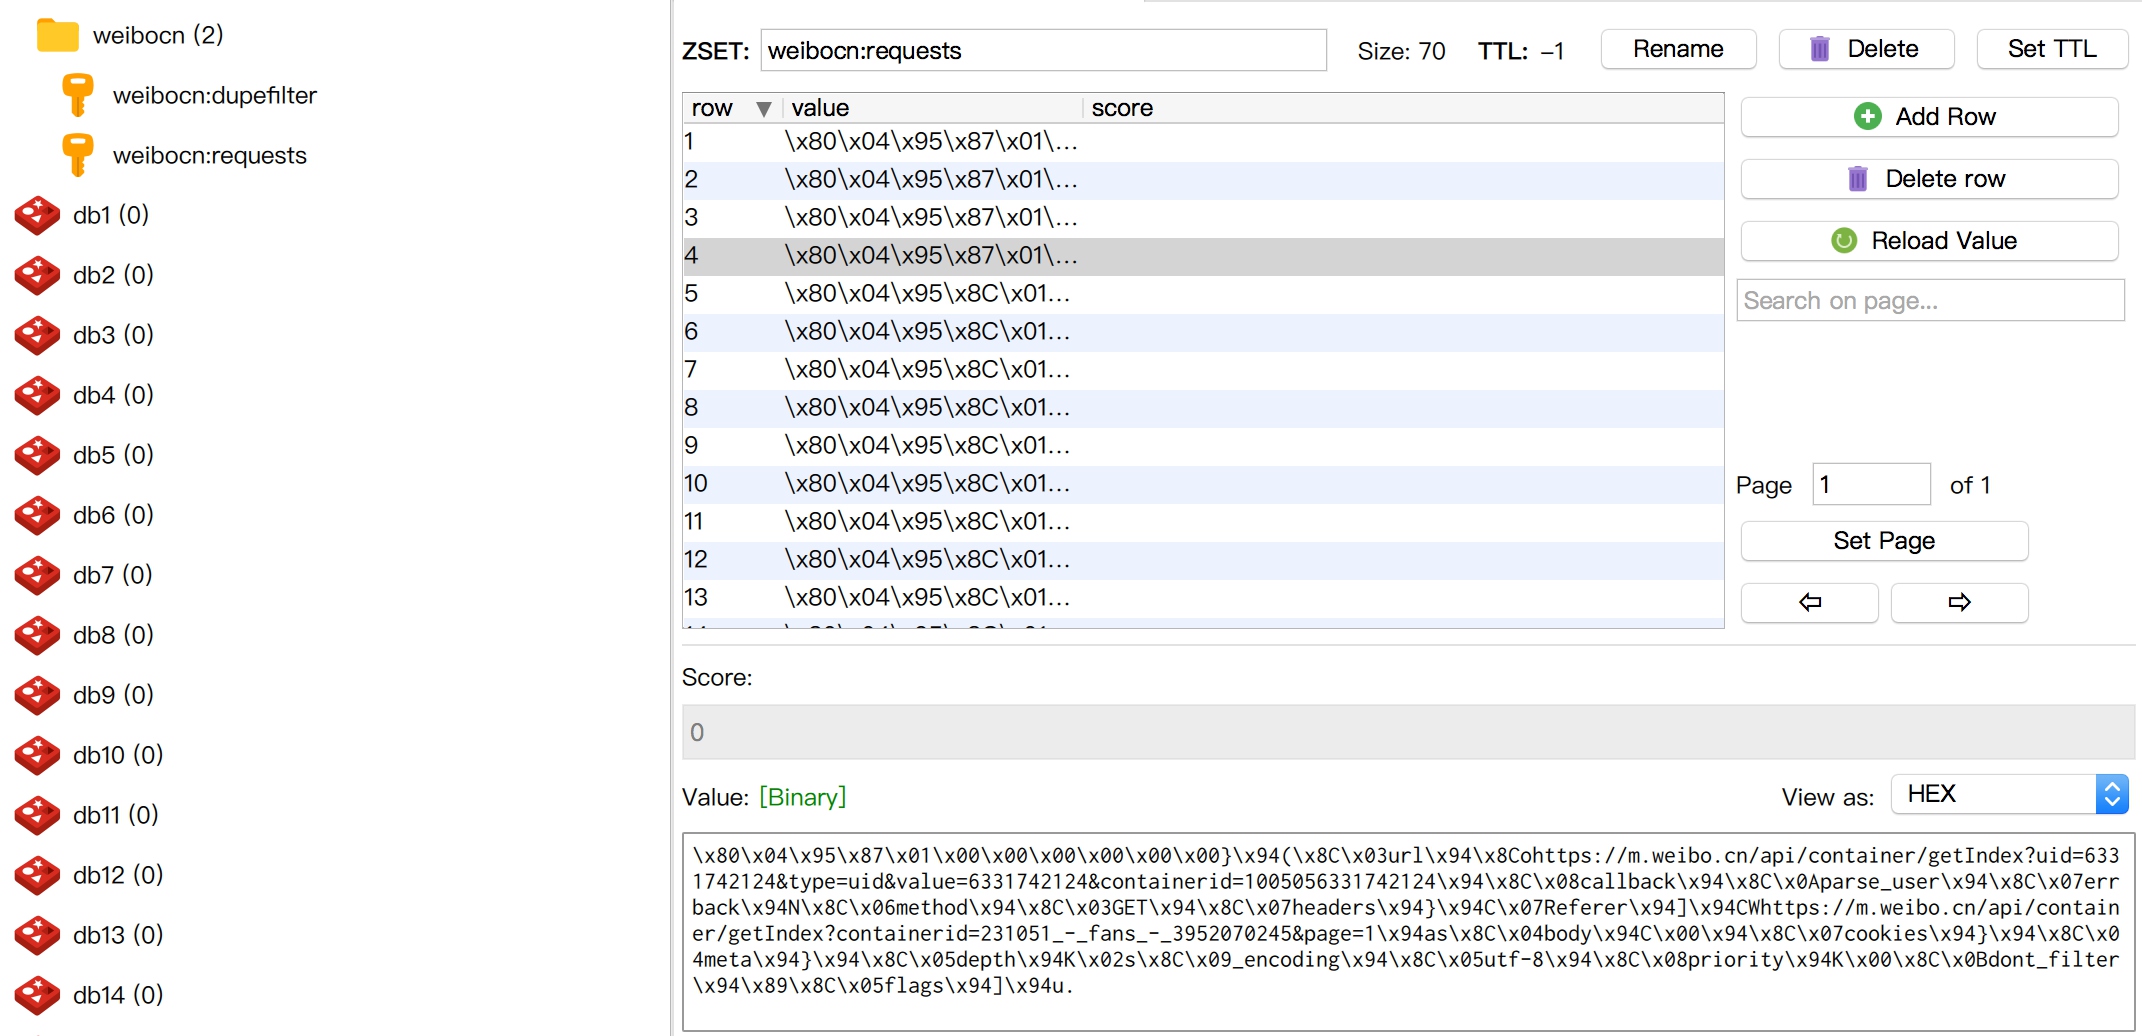 weibocn (2)
weibocn:dupefilter
weibocn:requests
db1 (0)
db2 (0)
db3 (0)
db4 (0)
db5 (0)
db6 (0)
db7 (0)
db8 (0)
db9 (0)
db10 (0)
db11 (0)
db12 (0)
db13 (0)
db14 (0)
ZSET: weibocn:requests Size: 70 TTL: –1 Rename Delete Set TTL
row value score
1 \x80\x04\x95\x87\x01\...
2 \x80\x04\x95\x87\x01\...
3 \x80\x04\x95\x87\x01\...
4 \x80\x04\x95\x87\x01\...
5 \x80\x04\x95\x8C\x01...
6 \x80\x04\x95\x8C\x01...
7 \x80\x04\x95\x8C\x01...
8 \x80\x04\x95\x8C\x01...
9 \x80\x04\x95\x8C\x01...
10 \x80\x04\x95\x8C\x01...
11 \x80\x04\x95\x8C\x01...
12 \x80\x04\x95\x8C\x01...
13 \x80\x04\x95\x8C\x01...
Add Row
Delete row
Reload Value
Search on page...
Page 1 of 1
Set Page
Score:
0
Value: [Binary] View as: HEX
\x80\x04\x95\x87\x01\x00\x00\x00\x00\x00\x00}\x94(\x8C\x03url\x94\x8Cohttps://m.weibo.cn/api/container/getIndex?uid=633
1742124&type=uid&value=6331742124&containerid=1005056331742124\x94\x8C\x08callback\x94\x8C\x0Aparse_user\x94\x8C\x07err
back\x94N\x8C\x06method\x94\x8C\x03GET\x94\x8C\x07headers\x94}\x94C\x07Referer\x94]\x94CWhttps://m.weibo.cn/api/contain
er/getIndex?containerid=231051_-_fans_-_3952070245&page=1\x94as\x8C\x04body\x94C\x00\x94\x8C\x07cookies\x94}\x94\x8C\x0
4meta\x94}\x94\x8C\x05depth\x94K\x02s\x8C\x09_encoding\x94\x8C\x05utf-8\x94\x8C\x08priority\x94K\x00\x8C\x0Bdont_filter
\x94\x89\x8C\x05flags\x94]\x94u.